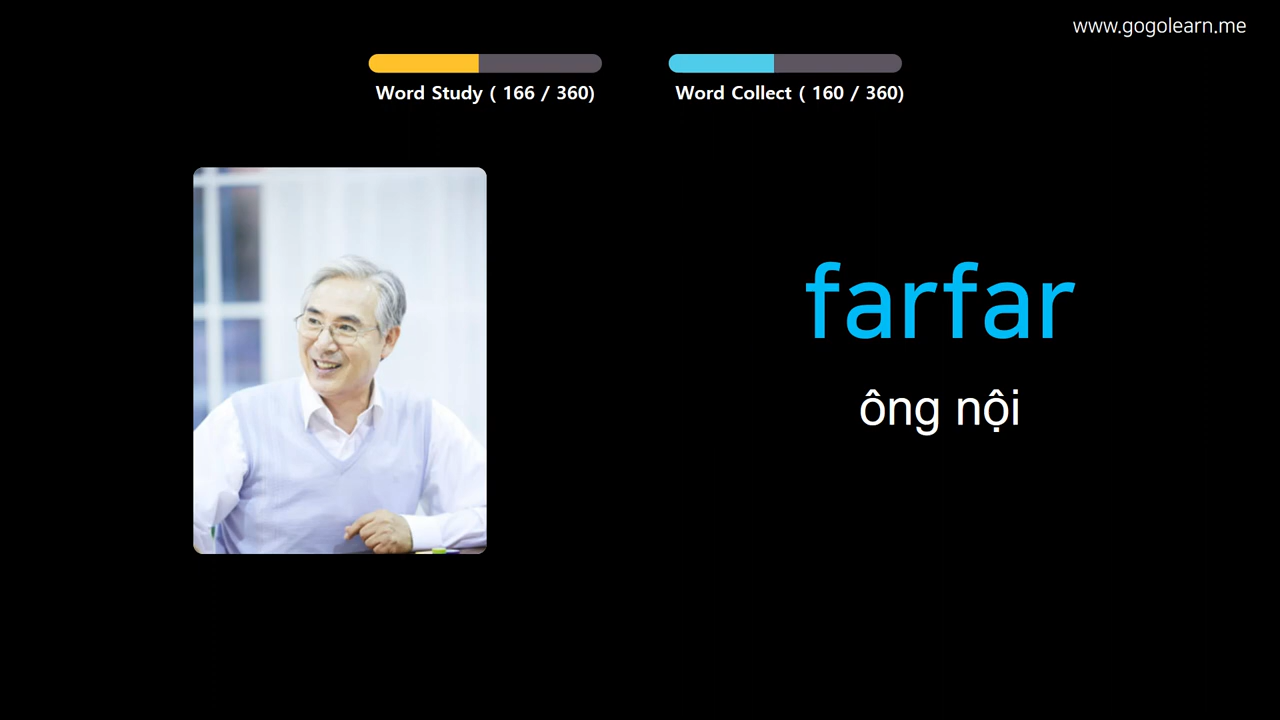 www.gogolearn.me
Word Study ( 166 / 360)
Word Collect ( 160 / 360)
farfar
ông nội